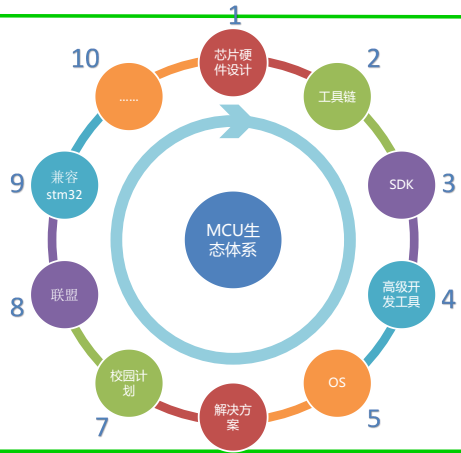 1
芯片硬
件设计
2
工具链
3
SDK
4
高级开
发工具
5
OS
解决方
案
7
校园计
划
8
联盟
9
兼容
stm32
10
......
MCU生
态体系